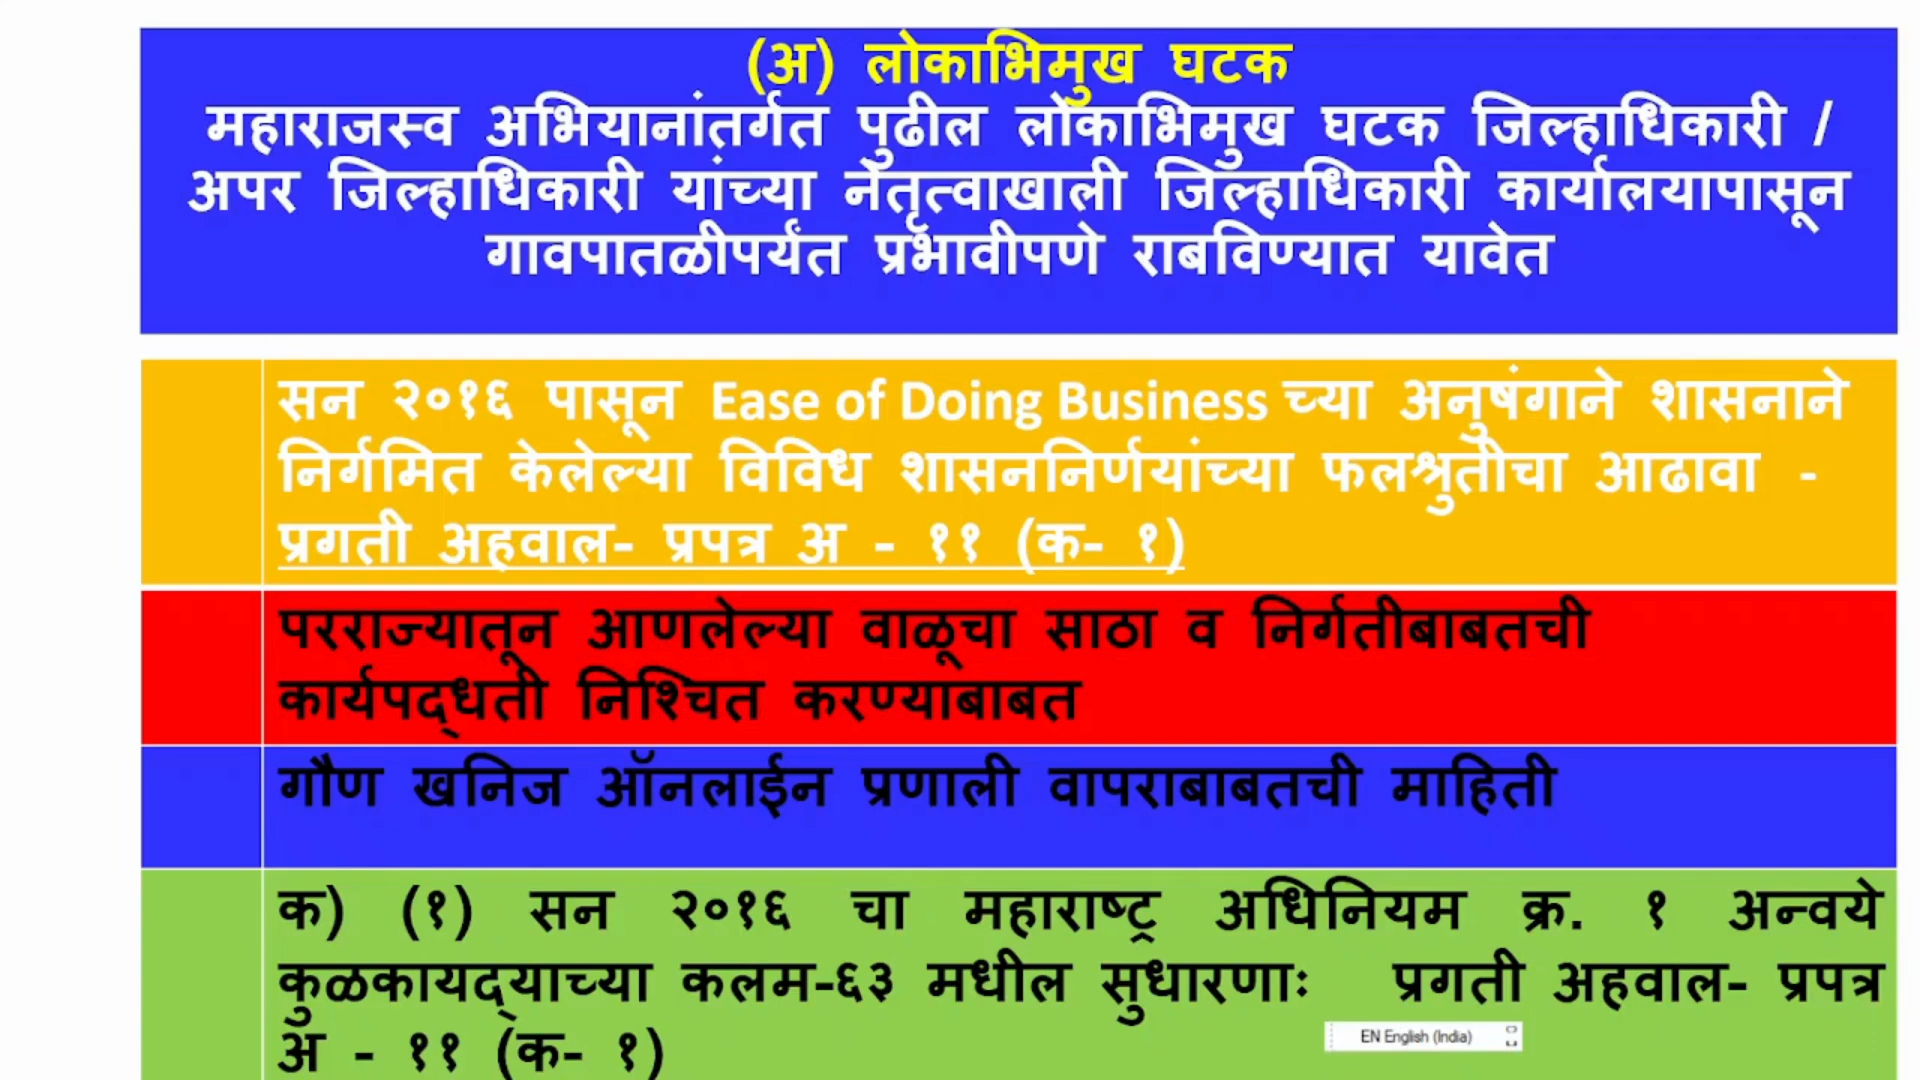 (अ) लोकाभिमुख घटक
महाराजस्व अभियानांतर्गत पुढील लोकाभिमुख घटक जिल्हाधिकारी /
अपर जिल्हाधिकारी यांच्या नेतृत्वाखाली जिल्हाधिकारी कार्यालयापासून
गावपातळीपर्यंत प्रभावीपणे राबविण्यात यावेत
सन २०१६ पासून Ease of Doing Business च्या अनुषंगाने शासनाने
निर्गमित केलेल्या विविध शासननिर्णयांच्या फलश्रुतीचा आढावा -
प्रगती अहवाल- प्रपत्र अ - ११ (क- १)
परराज्यातून आणलेल्या वाळूचा साठा व निर्गतीबाबतची
कार्यपद्धती निश्चित करण्याबाबत
गौण खनिज ऑनलाईन प्रणाली वापराबाबतची माहिती
क) (१) सन २०१६ चा महाराष्ट्र अधिनियम क्र. १ अन्वये
कुळकायद्याच्या कलम-६३ मधील सुधारणाः प्रगती अहवाल- प्रपत्र
अ - ११ (क- १)
EN English (India)